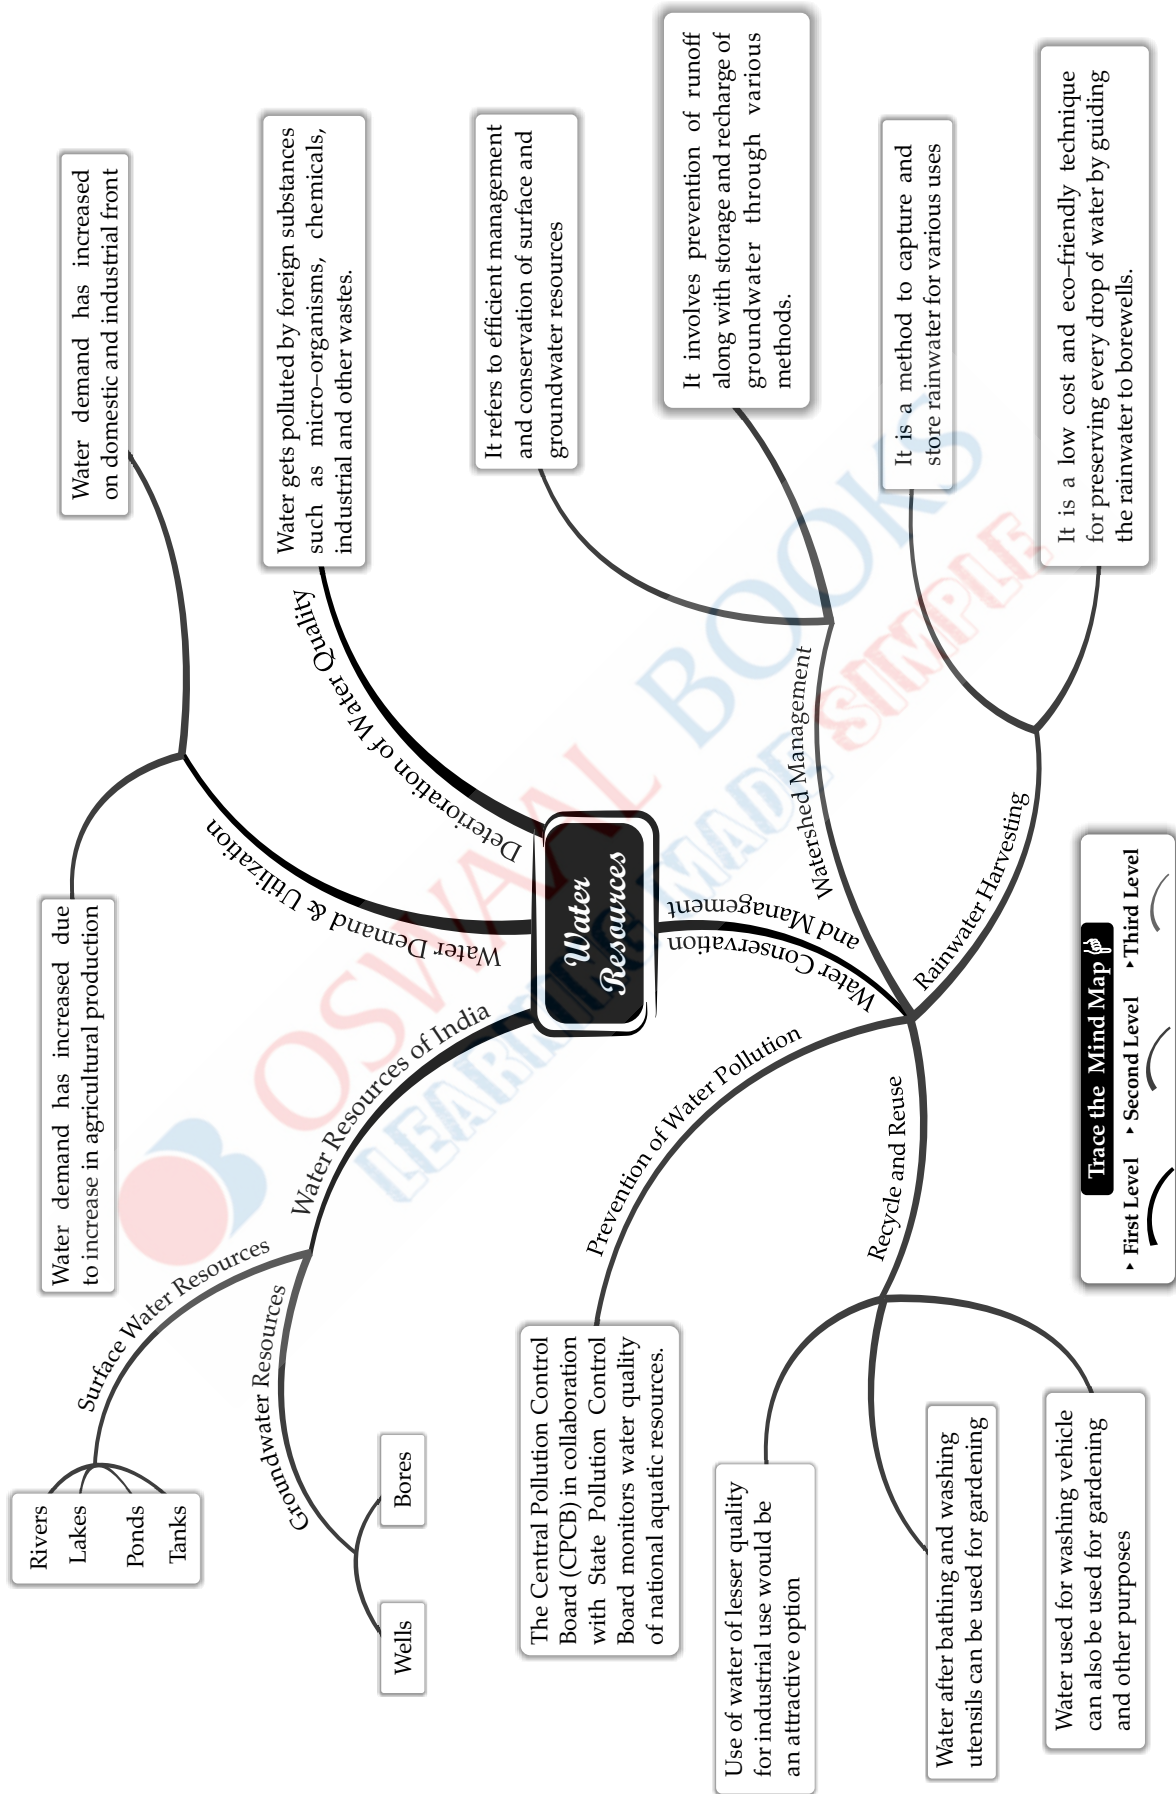 Rivers
Lakes
Ponds
Tanks
Surface Water Resources
Water demand has increased due
to increase in agricultural production
Water demand has increased
on domestic and industrial front
Water Demand & Utilization
Groundwater Resources
Wells
Bores
Water Resources of India
Deterioration of Water Quality
Water gets polluted by foreign substances
such as micro–organisms, chemicals,
industrial and other wastes.
Water
Resources
The Central Pollution Control
Board (CPCB) in collaboration
with State Pollution Control
Board monitors water quality
of national aquatic resources.
Prevention of Water Pollution
Water Conservation
and Management
It refers to efficient management
and conservation of surface and
groundwater resources
Watershed Management
It involves prevention of runoff
along with storage and recharge of
groundwater through various
methods.
Use of water of lesser quality
for industrial use would be
an attractive option
Recycle and Reuse
Water after bathing and washing
utensils can be used for gardening
Water used for washing vehicle
can also be used for gardening
and other purposes
Rainwater Harvesting
It is a method to capture and
store rainwater for various uses
It is a low cost and eco–friendly technique
for preserving every drop of water by guiding
the rainwater to borewells.
Trace the Mind Map
First Level
Second Level
Third Level
OSWAAL BOOKS
LEARNING MADE SIMPLE